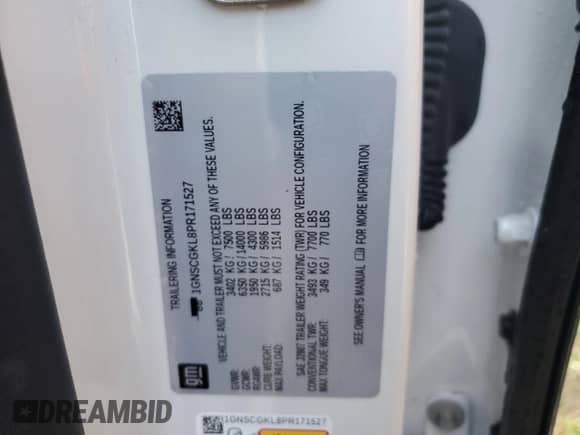 TRAILERING INFORMATION
1GNSCGKL8PR171527
VEHICLE AND TRAILER MUST NOT EXCEED ANY OF THESE VALUES.
GVWR: 3402 KG / 7500 LBS
GCWR: 6350 KG / 14000 LBS
RGAWR: 1950 KG / 4300 LBS
CURB WEIGHT: 2715 KG / 5986 LBS
MAX PAYLOAD: 687 KG / 1514 LBS
SAE J2807 TRAILER WEIGHT RATING (TWR) FOR VEHICLE CONFIGURATION.
CONVENTIONAL TWR: 3493 KG / 7700 LBS
MAX TONGUE WEIGHT: 349 KG / 770 LBS
SEE OWNER'S MANUAL FOR MORE INFORMATION
gm
1GNSCGKL8PR171527
DREAMBID